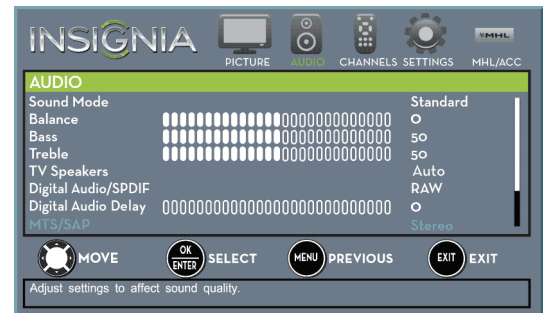 INSIGNIA
PICTURE AUDIO CHANNELS SETTINGS MHL MHL/ACC
AUDIO
Sound Mode Standard
Balance 0
Bass 50
Treble 50
TV Speakers Auto
Digital Audio/SPDIF RAW
Digital Audio Delay 0
MTS/SAP Stereo
MOVE OK ENTER SELECT MENU PREVIOUS EXIT EXIT
Adjust settings to affect sound quality.